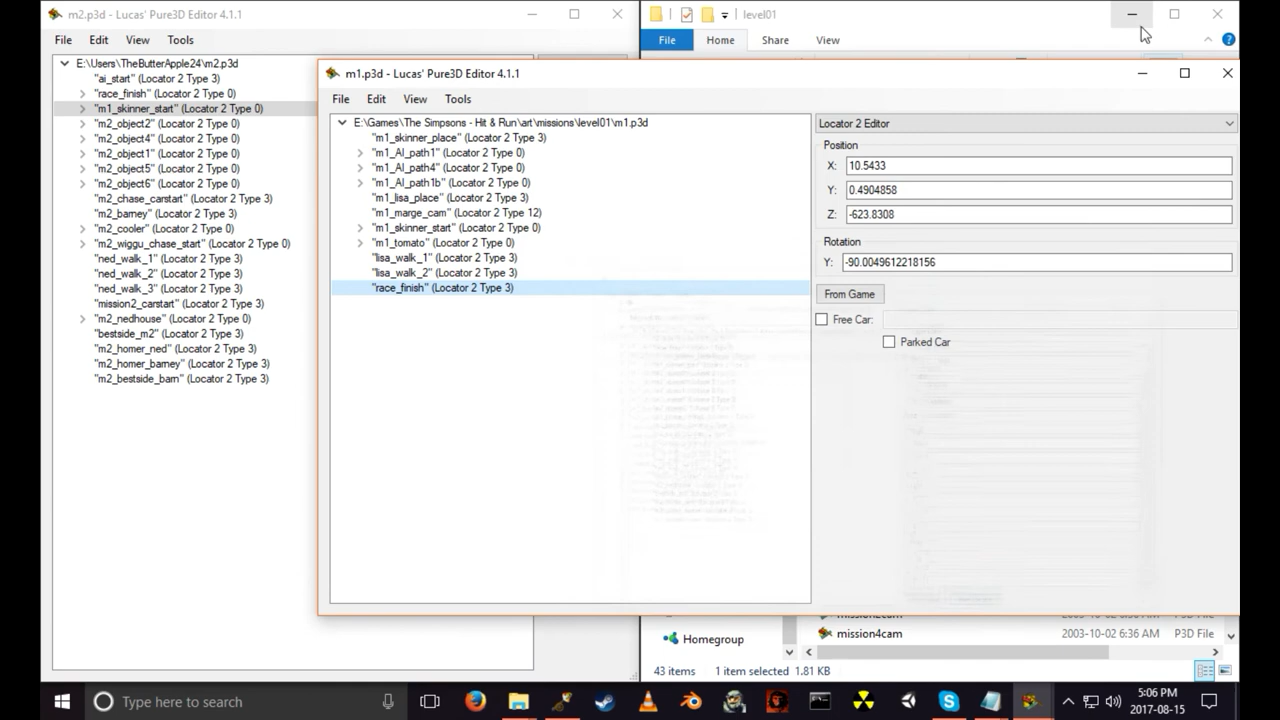 m2.p3d - Lucas' Pure3D Editor 4.1.1
File Edit View Tools
E:\Users\TheButterApple24\m2.p3d
"ai_start" (Locator 2 Type 3)
"race_finish" (Locator 2 Type 0)
"m1_skinner_start" (Locator 2 Type 0)
"m2_object2" (Locator 2 Type 0)
"m2_object4" (Locator 2 Type 0)
"m2_object1" (Locator 2 Type 0)
"m2_object5" (Locator 2 Type 0)
"m2_object6" (Locator 2 Type 0)
"m2_chase_carstart" (Locator 2 Type 3)
"m2_barney" (Locator 2 Type 3)
"m2_cooler" (Locator 2 Type 0)
"m2_wiggu_chase_start" (Locator 2 Type 0)
"ned_walk_1" (Locator 2 Type 3)
"ned_walk_2" (Locator 2 Type 3)
"ned_walk_3" (Locator 2 Type 3)
"mission2_carstart" (Locator 2 Type 3)
"m2_nedhouse" (Locator 2 Type 0)
"bestside_m2" (Locator 2 Type 3)
"m2_homer_ned" (Locator 2 Type 3)
"m2_homer_barney" (Locator 2 Type 3)
"m2_bestside_barn" (Locator 2 Type 3)
level01
File Home Share View
m1.p3d - Lucas' Pure3D Editor 4.1.1
File Edit View Tools
E:\Games\The Simpsons - Hit & Run\art\missions\level01\m1.p3d
"m1_skinner_place" (Locator 2 Type 3)
"m1_AI_path1" (Locator 2 Type 0)
"m1_AI_path4" (Locator 2 Type 0)
"m1_AI_path1b" (Locator 2 Type 0)
"m1_lisa_place" (Locator 2 Type 3)
"m1_marge_cam" (Locator 2 Type 12)
"m1_skinner_start" (Locator 2 Type 0)
"m1_tomato" (Locator 2 Type 0)
"lisa_walk_1" (Locator 2 Type 3)
"lisa_walk_2" (Locator 2 Type 3)
"race_finish" (Locator 2 Type 3)
Locator 2 Editor
Position
X: 10.5433
Y: 0.4904858
Z: -623.8308
Rotation
Y: -90.0049612218156
From Game
Free Car:
Parked Car
Homegroup
mission4cam 2003-10-02 6:36 AM P3D File
43 items 1 item selected 1.81 KB
Type here to search
5:06 PM
2017-08-15